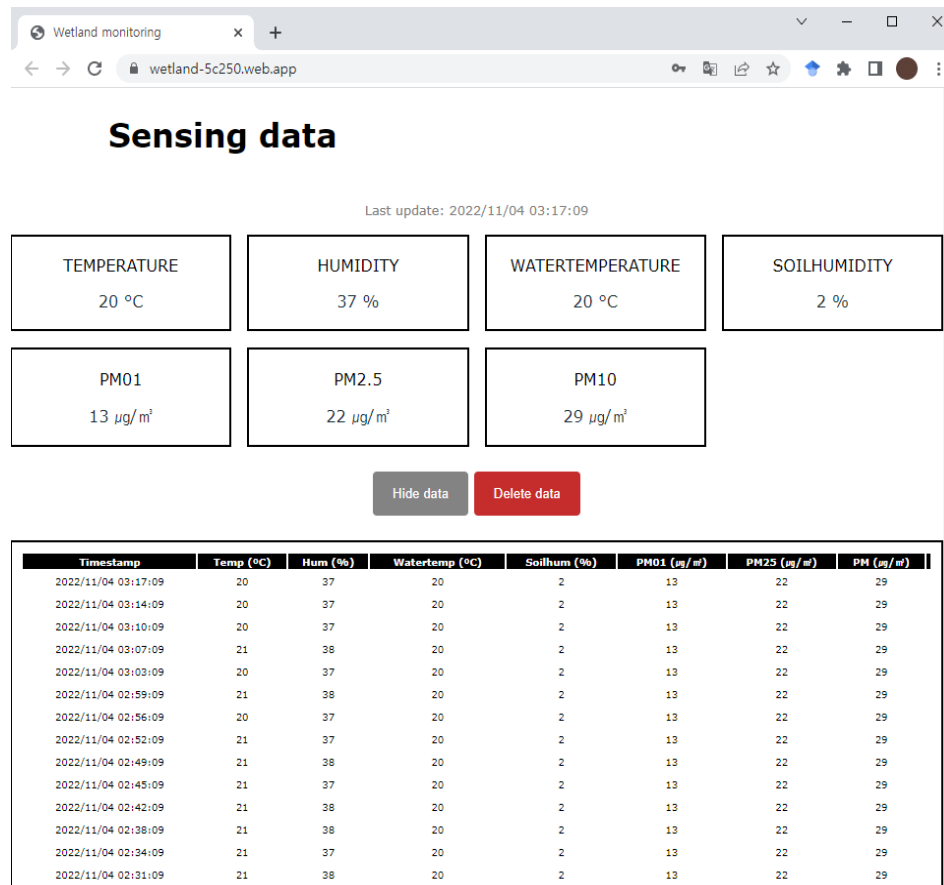 Wetland monitoring
wetland-5c250.web.app
Sensing data
Last update: 2022/11/04 03:17:09
TEMPERATURE HUMIDITY WATERTEMPERATURE SOILHUMIDITY
20 °C 37 % 20 °C 2 %
PM01 PM2.5 PM10
13 μg/㎥ 22 μg/㎥ 29 μg/㎥
Hide data Delete data
Timestamp Temp (ºC) Hum (%) Watertemp (ºC) Soilhum (%) PM01 (μg/㎥) PM25 (μg/㎥) PM (μg/㎥)
2022/11/04 03:17:09 20 37 20 2 13 22 29
2022/11/04 03:14:09 20 37 20 2 13 22 29
2022/11/04 03:10:09 20 37 20 2 13 22 29
2022/11/04 03:07:09 21 38 20 2 13 22 29
2022/11/04 03:03:09 20 37 20 2 13 22 29
2022/11/04 02:59:09 21 38 20 2 13 22 29
2022/11/04 02:56:09 20 37 20 2 13 22 29
2022/11/04 02:52:09 21 37 20 2 13 22 29
2022/11/04 02:49:09 21 38 20 2 13 22 29
2022/11/04 02:45:09 21 37 20 2 13 22 29
2022/11/04 02:42:09 21 38 20 2 13 22 29
2022/11/04 02:38:09 21 38 20 2 13 22 29
2022/11/04 02:34:09 21 37 20 2 13 22 29
2022/11/04 02:31:09 21 38 20 2 13 22 29